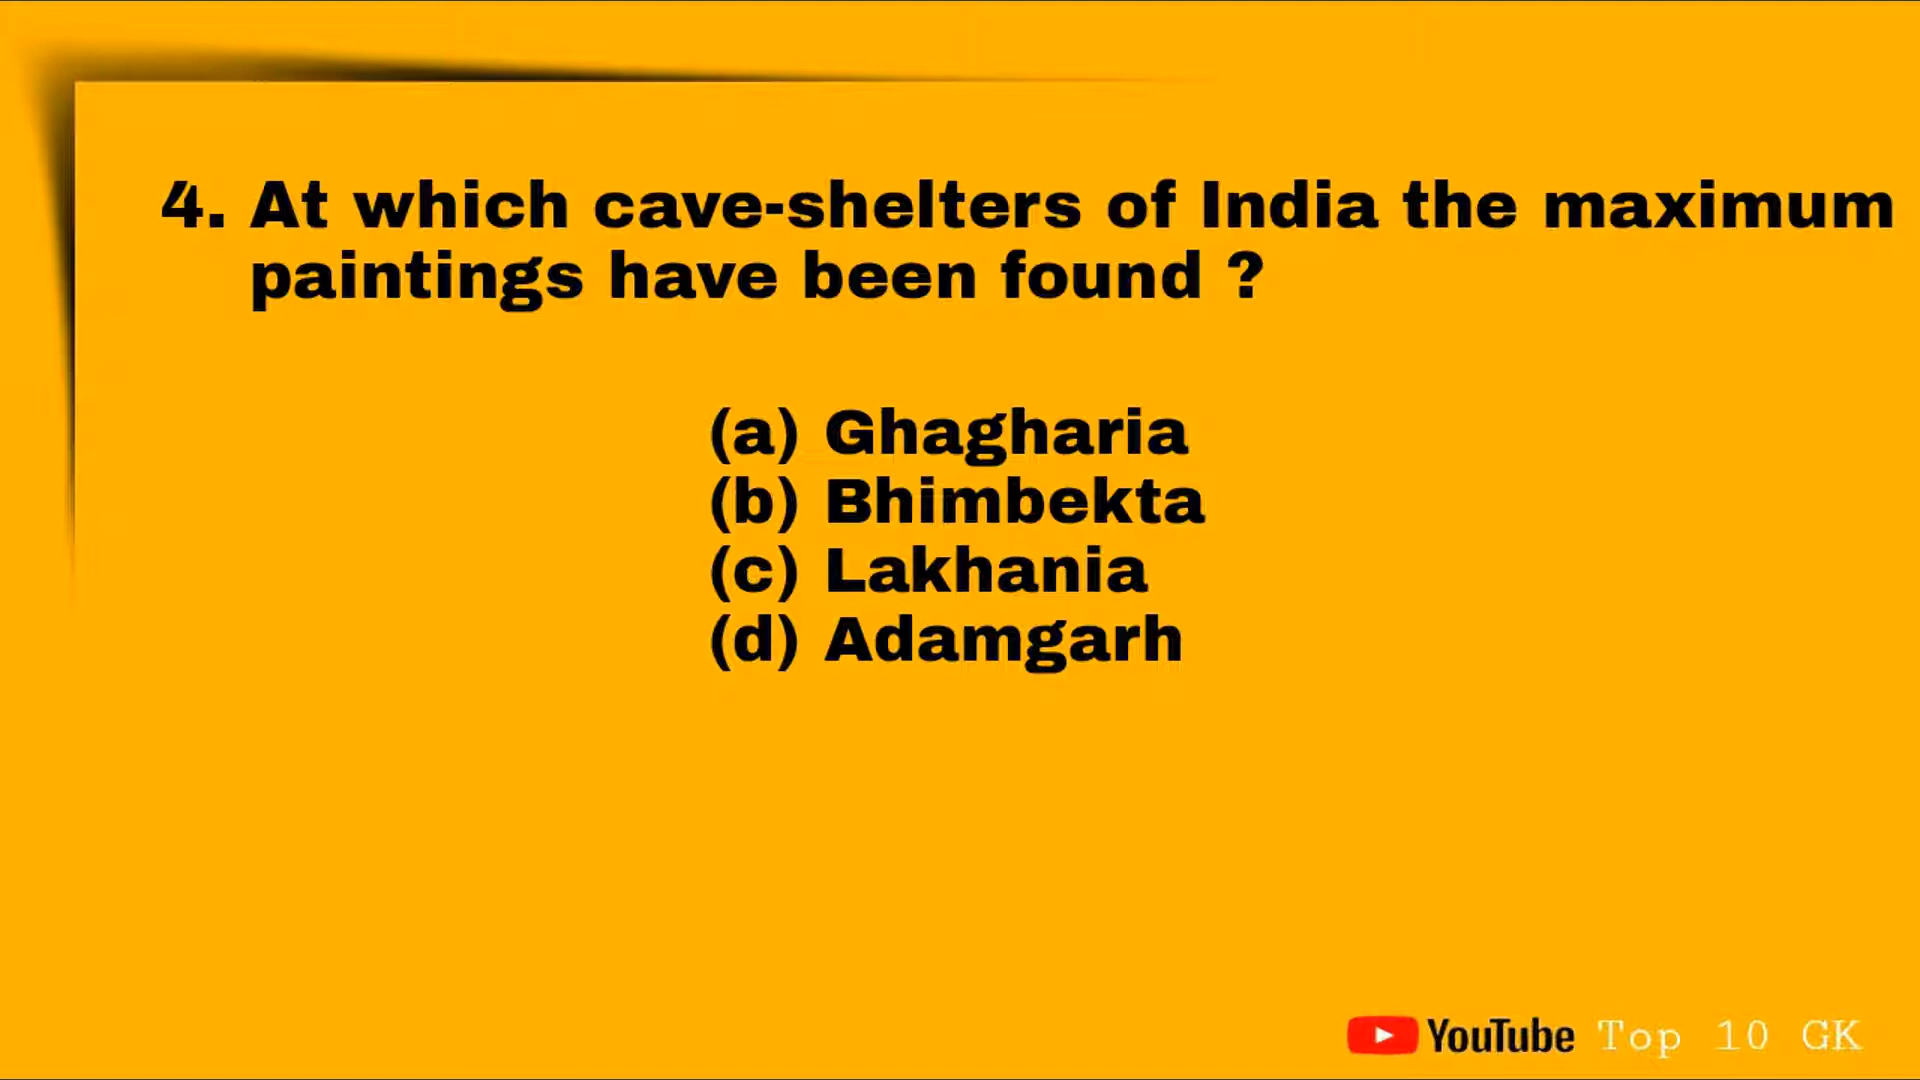 4. At which cave-shelters of India the maximum
paintings have been found ?
(a) Ghagharia
(b) Bhimbekta
(c) Lakhania
(d) Adamgarh
YouTube Top 10 GK